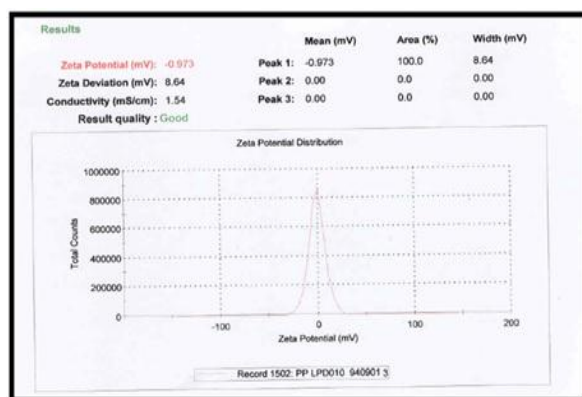 Results
Mean (mV) Area (%) Width (mV)
Zeta Potential (mV): -0.973 Peak 1: -0.973 100.0 8.64
Zeta Deviation (mV): 8.64 Peak 2: 0.00 0.0 0.00
Conductivity (mS/cm): 1.54 Peak 3: 0.00 0.0 0.00
Result quality : Good
Zeta Potential Distribution
1000000
800000
600000
400000
200000
0
Total Counts
-100 0 100 200
Zeta Potential (mV)
Record 1502: PP LPD010 940901 3